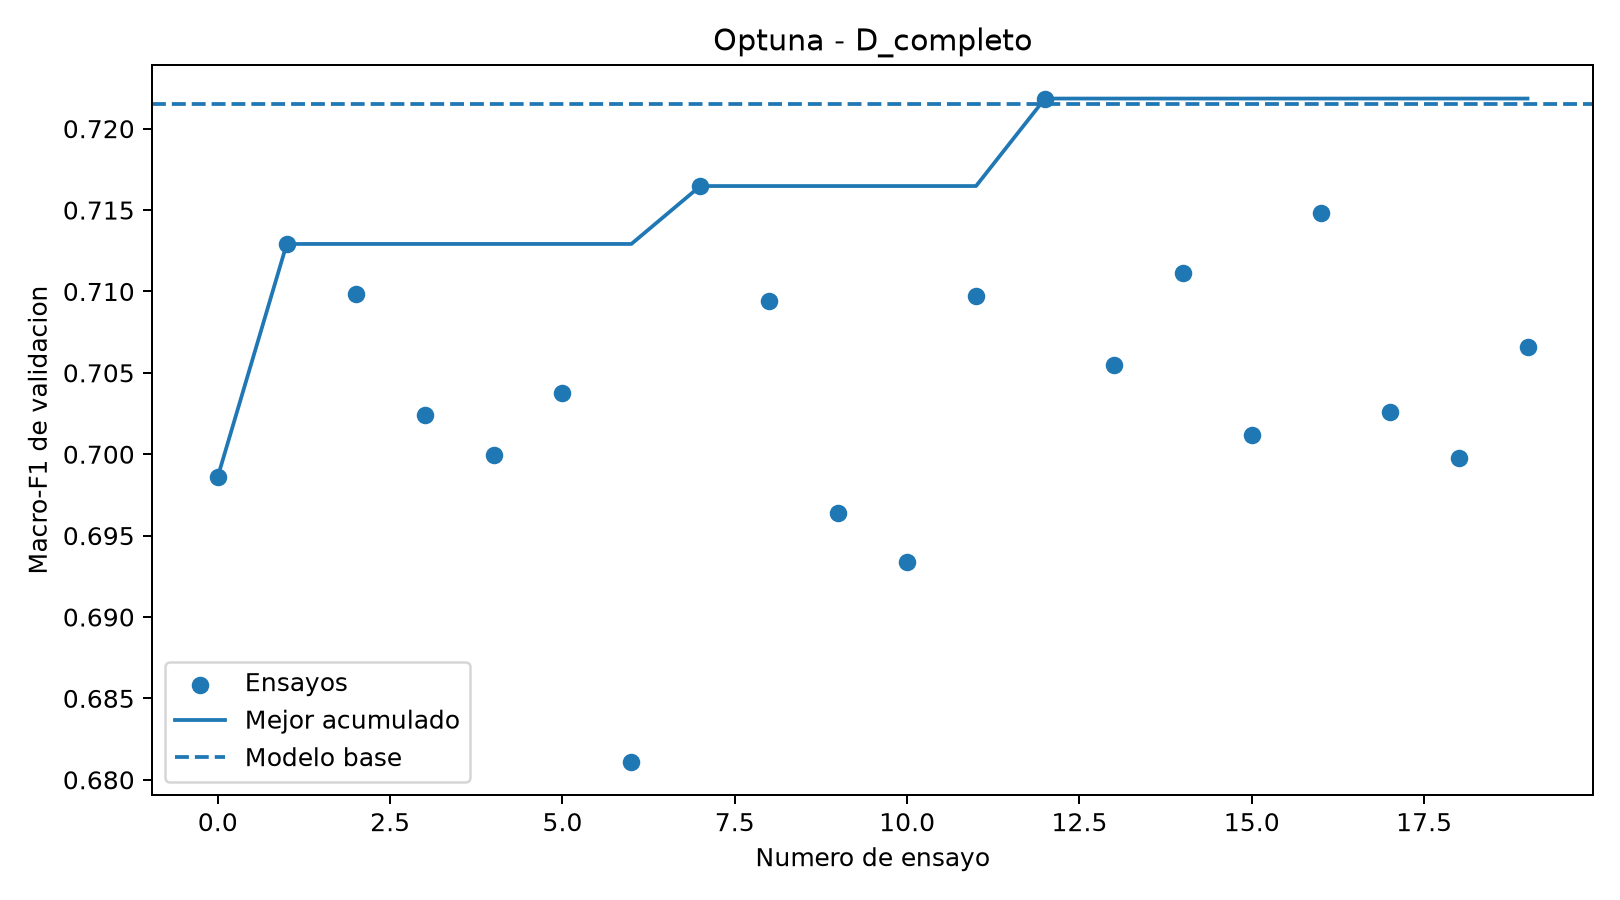 Optuna - D_completo
Macro-F1 de validacion
0.720
0.715
0.710
0.705
0.700
0.695
0.690
0.685
0.680
Ensayos
Mejor acumulado
Modelo base
0.0 2.5 5.0 7.5 10.0 12.5 15.0 17.5
Numero de ensayo